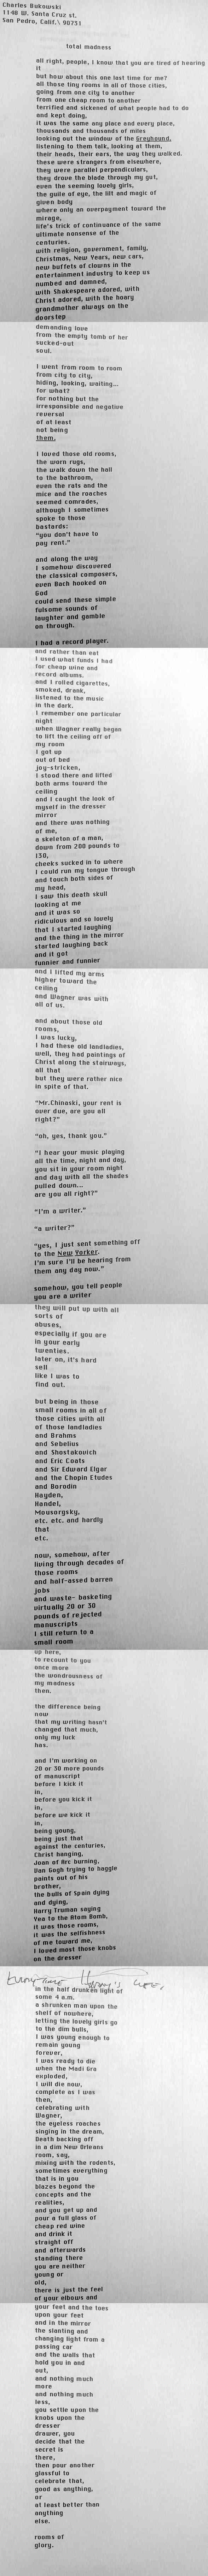 Charles Bukowski
1148 W. Santa Cruz st.
San Pedro, Calif.\ 90731
total madness
all right, people, I know that you are tired of hearing
it
but how about this one last time for me?
all those tiny rooms in all of those cities,
going from one city to another
from one cheap room to another
terrified and sickened of what people had to do
and kept doing,
it was the same any place and every place,
thousands and thousands of miles
looking out the window of the Greyhound,
listening to them talk, looking at them,
their heads, their ears, the way they walked.
these were strangers from elsewhere,
they were parallel perpendiculars,
they drove the blade through my gut,
even the seeming lovely girls,
the guile of eye, the lilt and magic of
given body
where only an overpayment toward the
mirage,
life's trick of continuance of the same
ultimate nonsense of the
centuries.
with religion, government, family,
Christmas, New Years, new cars,
new buffets of clowns in the
entertainment industry to keep us
numbed and damned,
with Shakespeare adored, with
Christ adored, with the hoary
grandmother always on the
doorstep
demanding love
from the empty tomb of her
sucked-out
soul.
I went from room to room
from city to city,
hiding, looking, waiting...
for what?
for nothing but the
irresponsible and negative
reversal
of at least
not being
them.
I loved those old rooms,
the worn rugs,
the walk down the hall
to the bathroom,
even the rats and the
mice and the roaches
seemed comrades,
although I sometimes
spoke to those
bastards:
"you don't have to
pay rent."
and along the way
I somehow discovered
the classical composers,
even Bach hooked on
God
could send these simple
fulsome sounds of
laughter and gamble
on through.
I had a record player.
and rather than eat
I used what funds I had
for cheap wine and
record albums.
and I rolled cigarettes,
smoked, drank,
listened to the music
in the dark.
I remember one particular
night
when Wagner really began
to lift the ceiling off of
my room
I got up
out of bed
joy-stricken,
I stood there and lifted
both arms toward the
ceiling
and I caught the look of
myself in the dresser
mirror
and there was nothing
of me,
a skeleton of a man,
down from 200 pounds to
130,
cheeks sucked in to where
I could run my tongue through
and touch both sides of
my head,
I saw this death skull
looking at me
and it was so
ridiculous and so lovely
that I started laughing
and the thing in the mirror
started laughing back
and it got
funnier and funnier
and I lifted my arms
higher toward the
ceiling
and Wagner was with
all of us.
and about those old
rooms,
I was lucky,
I had these old landladies,
well, they had paintings of
Christ along the stairways,
all that
but they were rather nice
in spite of that.
"Mr.Chinaski, your rent is
over due, are you all
right?"
"oh, yes, thank you."
"I hear your music playing
all the time, night and day,
you sit in your room night
and day with all the shades
pulled down...
are you all right?"
"I'm a writer."
"a writer?"
"yes, I just sent something off
to the New Yorker.
I'm sure I'll be hearing from
them any day now."
somehow, you tell people
you are a writer
they will put up with all
sorts of
abuses,
especially if you are
in your early
twenties.
later on, it's hard
sell
like I was to
find out.
but being in those
small rooms in all of
those cities with all
of those landladies
and Brahms
and Sebelius
and Shostakovich
and Eric Coats
and Sir Edward Elgar
and the Chopin Etudes
and Borodin
Hayden,
Handel,
Mousorgsky,
etc. etc. and hardly
that
etc.
now, somehow, after
living through decades of
those rooms
and half-assed barren
jobs
and waste- basketing
virtually 20 or 30
pounds of rejected
manuscripts
I still return to a
small room
up here,
to recount to you
once more
the wondriousness of
my madness
then.
the difference being
now
that my writing hasn't
changed that much,
only my luck
has.
and I'm working on
20 or 30 more pounds
of manuscript
before I kick it
in,
before you kick it
in,
before we kick it
in,
being young,
being just that
against the centuries,
Christ hanging,
Joan of Arc burning,
Van Gogh trying to haggle
paints out of his
brother,
the bulls of Spain dying
and dying,
Harry Truman saying
Yea to the Atom Bomb,
it was those rooms,
it was the selfishness
of me toward me,
I loved most those knobs
on the dresser
in the half drunken light of
some 4 a.m.
a shrunken man upon the
shelf of nowhere,
letting the lovely girls go
to the dim bulls,
I was young enough to
remain young
forever,
I was ready to die
when the Madi Gra
exploded,
I will die now,
complete as I was
then,
celebrating with
Wagner,
the eyeless roaches
singing in the dream,
Death backing off
in a dim New Orleans
room, say,
mixing with the rodents,
sometimes everything
that is in you
blazes beyond the
concepts and the
realities,
and you get up and
pour a full glass of
cheap red wine
and drink it
straight off
and afterwards
standing there
you are neither
young or
old,
there is just the feel
of your elbows and
your feet and the toes
upon your feet
and in the mirror
the slanting and
changing light from a
passing car
and the walls that
hold you in and
out,
and nothing much
more
and nothing much
less,
you settle upon the
knobs upon the
dresser
drawer, you
decide that the
secret is
there,
then pour another
glassful to
celebrate that,
good as anything,
or
at least better than
anything
else.
rooms of
glory.